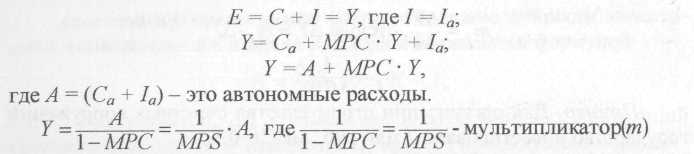 E = C + I = Y, где I = Iₐ;
Y = Cₐ + MPC · Y + Iₐ;
Y = A + MPC · Y,
где A = (Cₐ + Iₐ) – это автономные расходы.
Y = A / (1 – MPC) = 1 / MPS · A, где 1 / (1 – MPC) = 1 / MPS - мультипликатор(m)